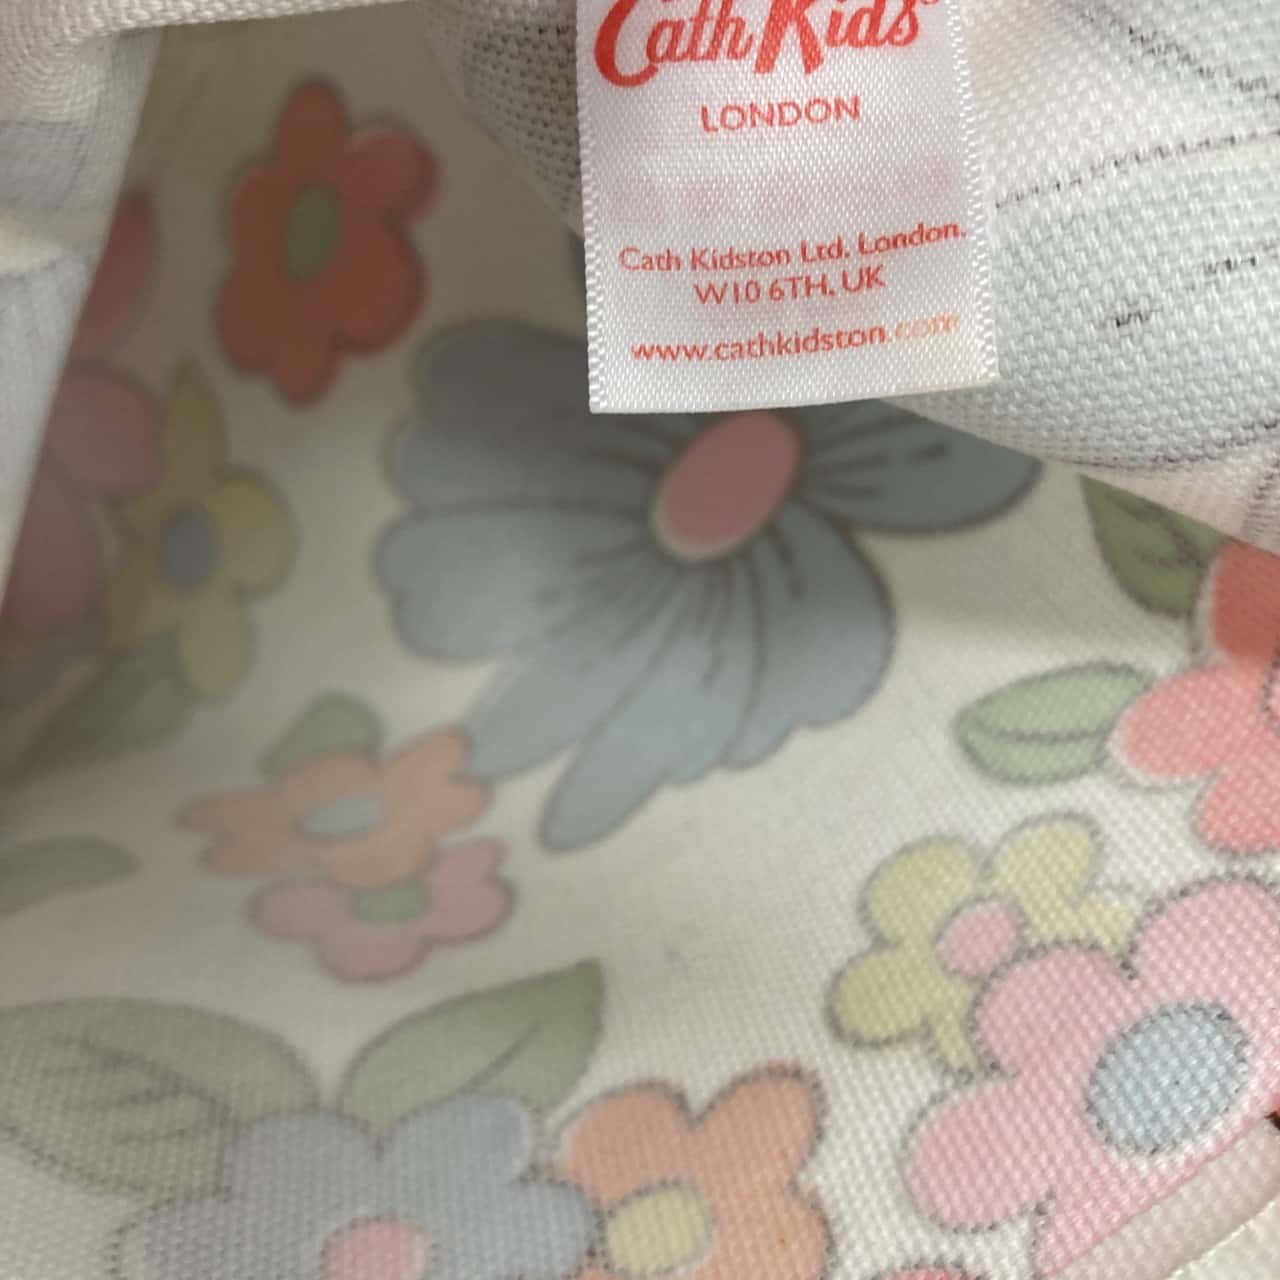 Cath Kids
LONDON
Cath Kidston Ltd. London.
W10 6TH. UK
www.cathkidston.com